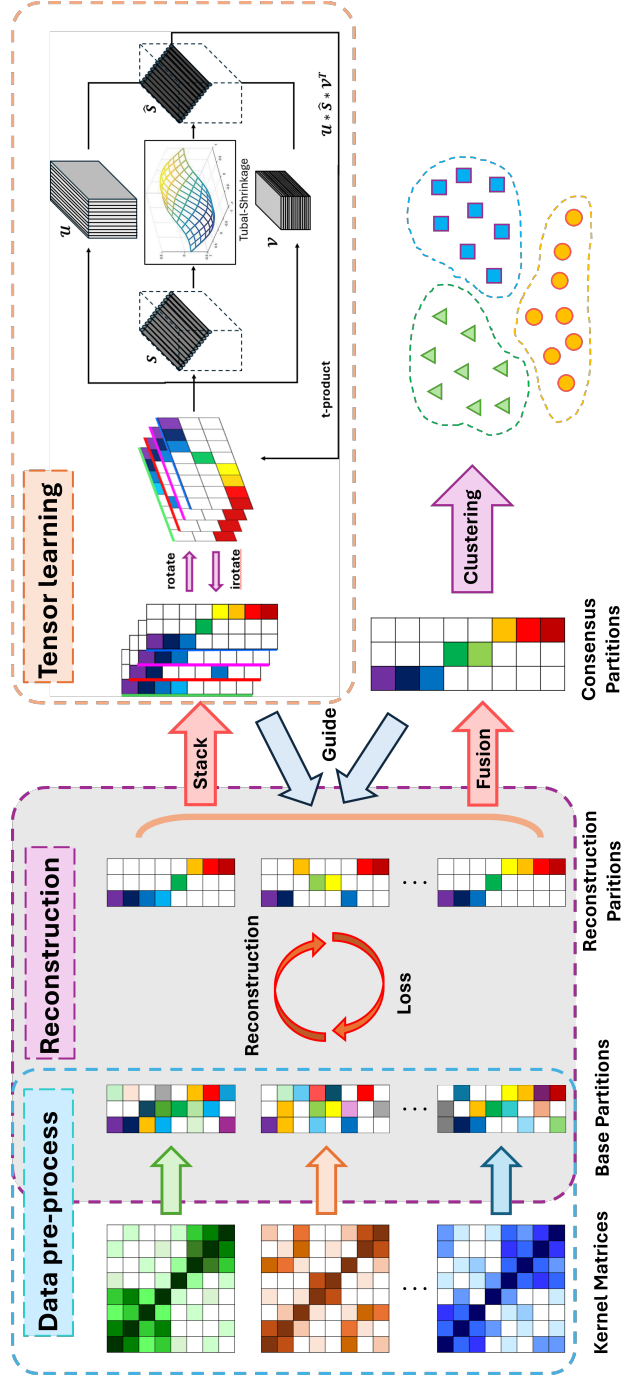 Data pre-process
Reconstruction
Tensor learning
Kernel Matrices
Base Partitions
Reconstruction
Loss
Reconstruction
Paritions
Stack
Guide
Fusion
rotate
irotate
t-product
u
s
v
Tubal-Shrinkage
ŝ
u * ŝ * vᵀ
Consensus
Partitions
Clustering